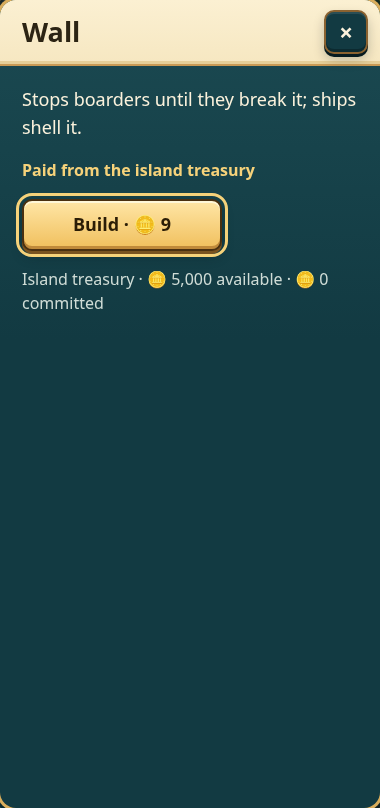 Wall
×
Stops boarders until they break it; ships
shell it.
Paid from the island treasury
Build · 🪙 9
Island treasury · 🪙 5,000 available · 🪙 0
committed